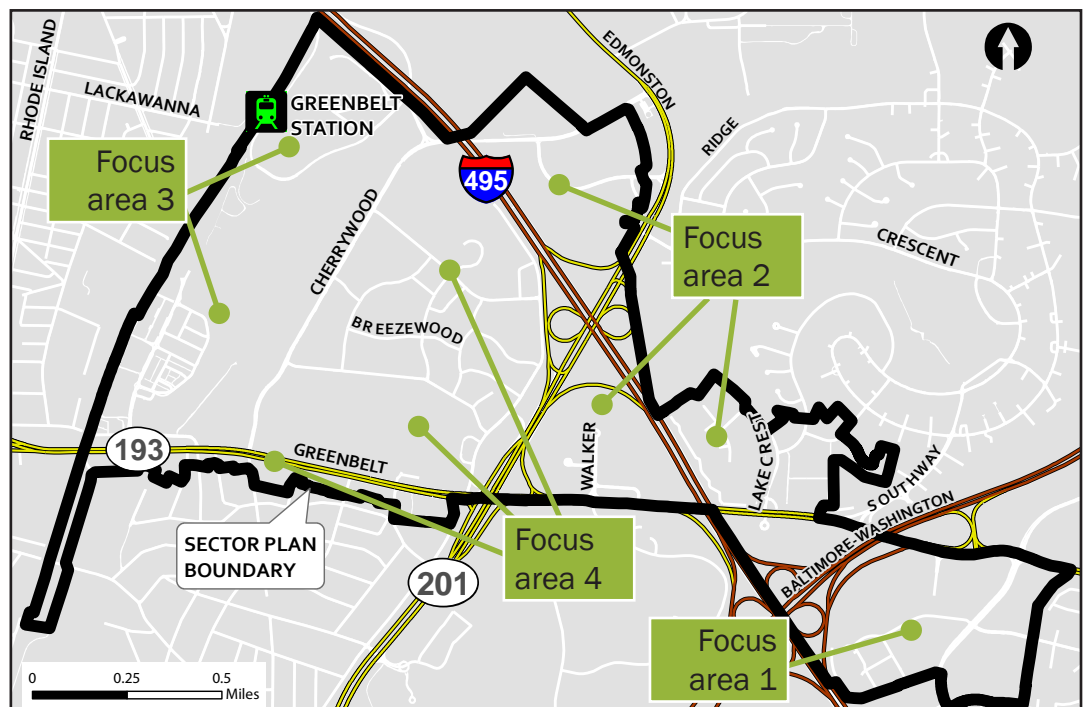 RHODE ISLAND
LACKAWANNA
GREENBELT
STATION
EDMONSTON
RIDGE
Focus
area 3
495
CHERRYWOOD
Focus
area 2
CRESCENT
BREEZEWOOD
193
GREENBELT
WALKER
LAKE CREST
SOUTHWAY
BALTIMORE-WASHINGTON
SECTOR PLAN
BOUNDARY
Focus
area 4
201
Focus
area 1
0 0.25 0.5
Miles